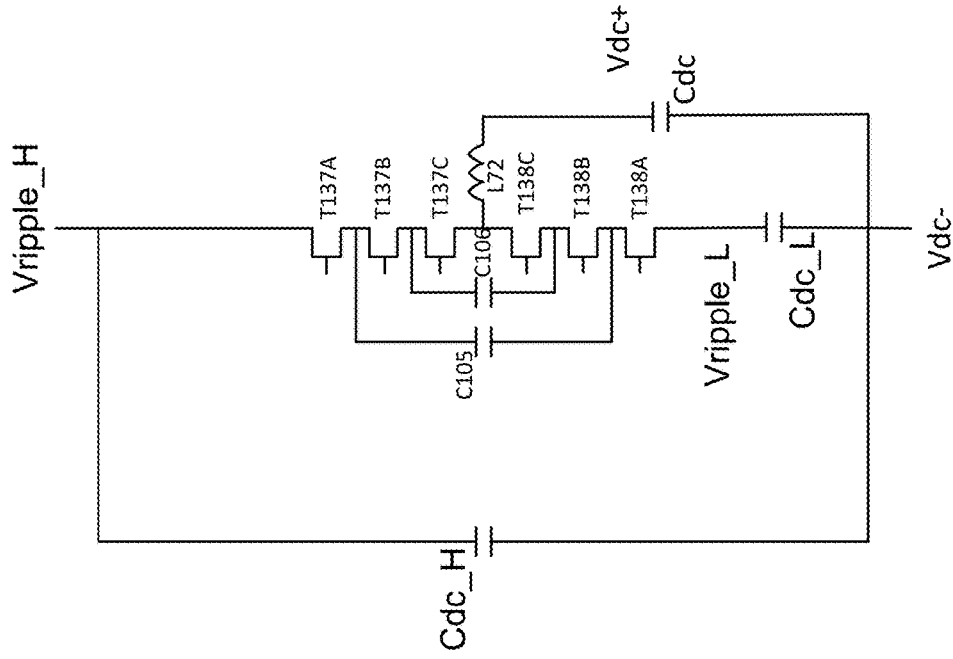 Vripple_H
T137A
T137B
T137C
L72
T138C
T138B
T138A
C106
C105
Vdc+
Cdc
Vripple_L
Cdc_L
Cdc_H
Vdc-